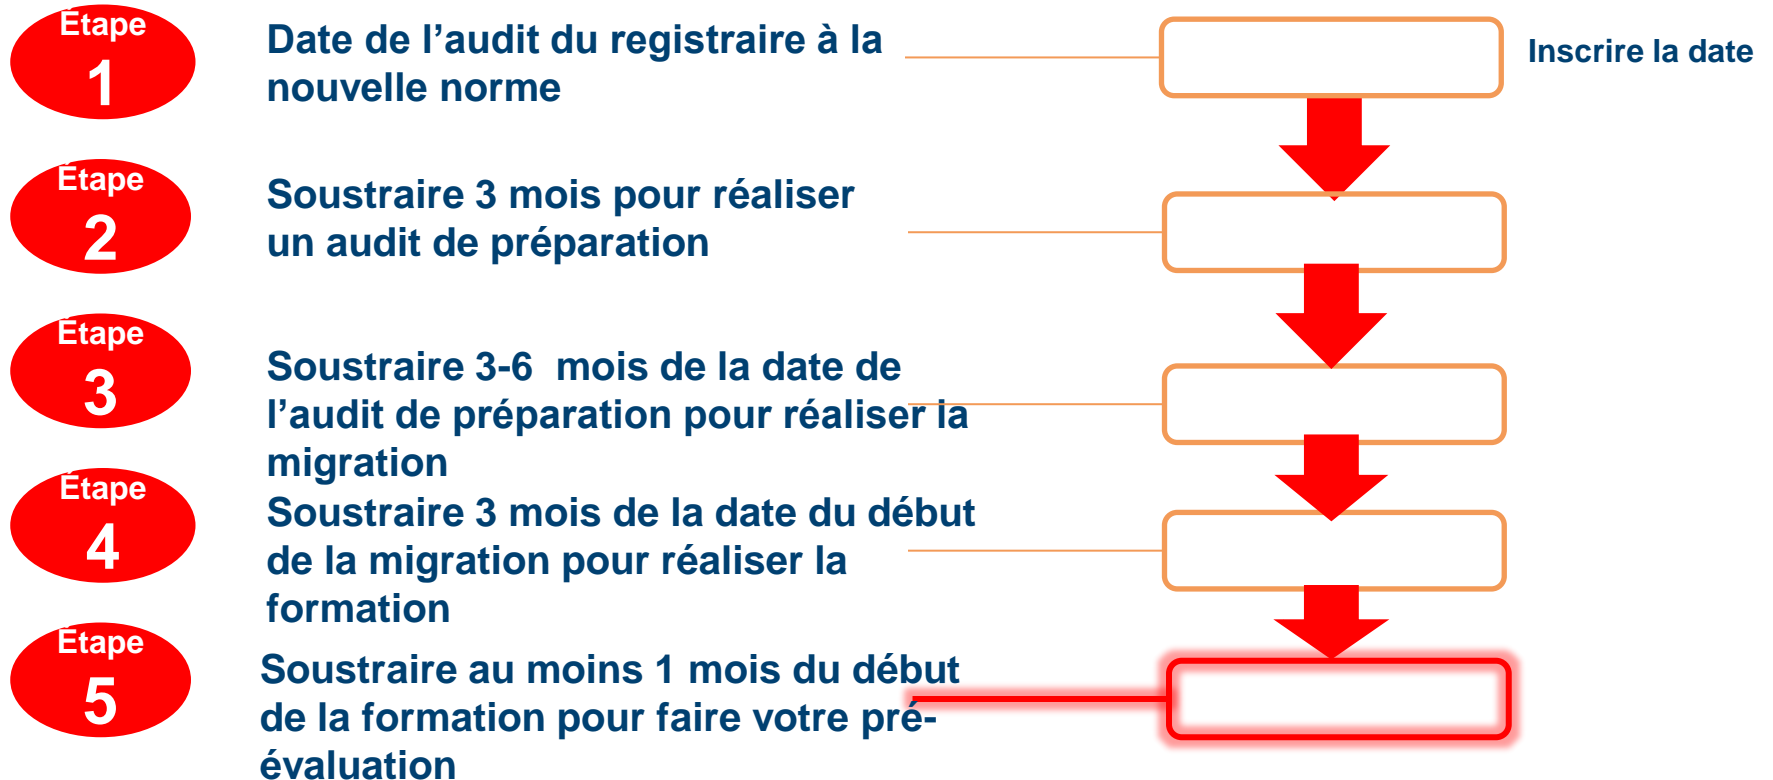 Étape
1
Date de l’audit du registraire à la
nouvelle norme
Inscrire la date
Étape
2
Soustraire 3 mois pour réaliser
un audit de préparation
Étape
3
Soustraire 3-6  mois de la date de
l’audit de préparation pour réaliser la
migration
Étape
4
Soustraire 3 mois de la date du début
de la migration pour réaliser la
formation
Étape
5
Soustraire au moins 1 mois du début
de la formation pour faire votre pré-
évaluation